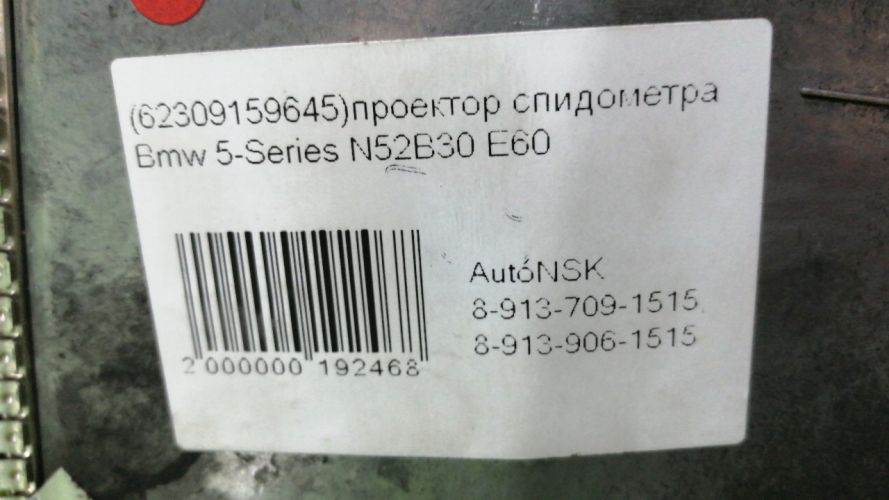 (62309159645)проектор спидометра
Bmw 5-Series N52B30 E60
AutoNSK
8-913-709-1515
8-913-906-1515
2 000000 192468